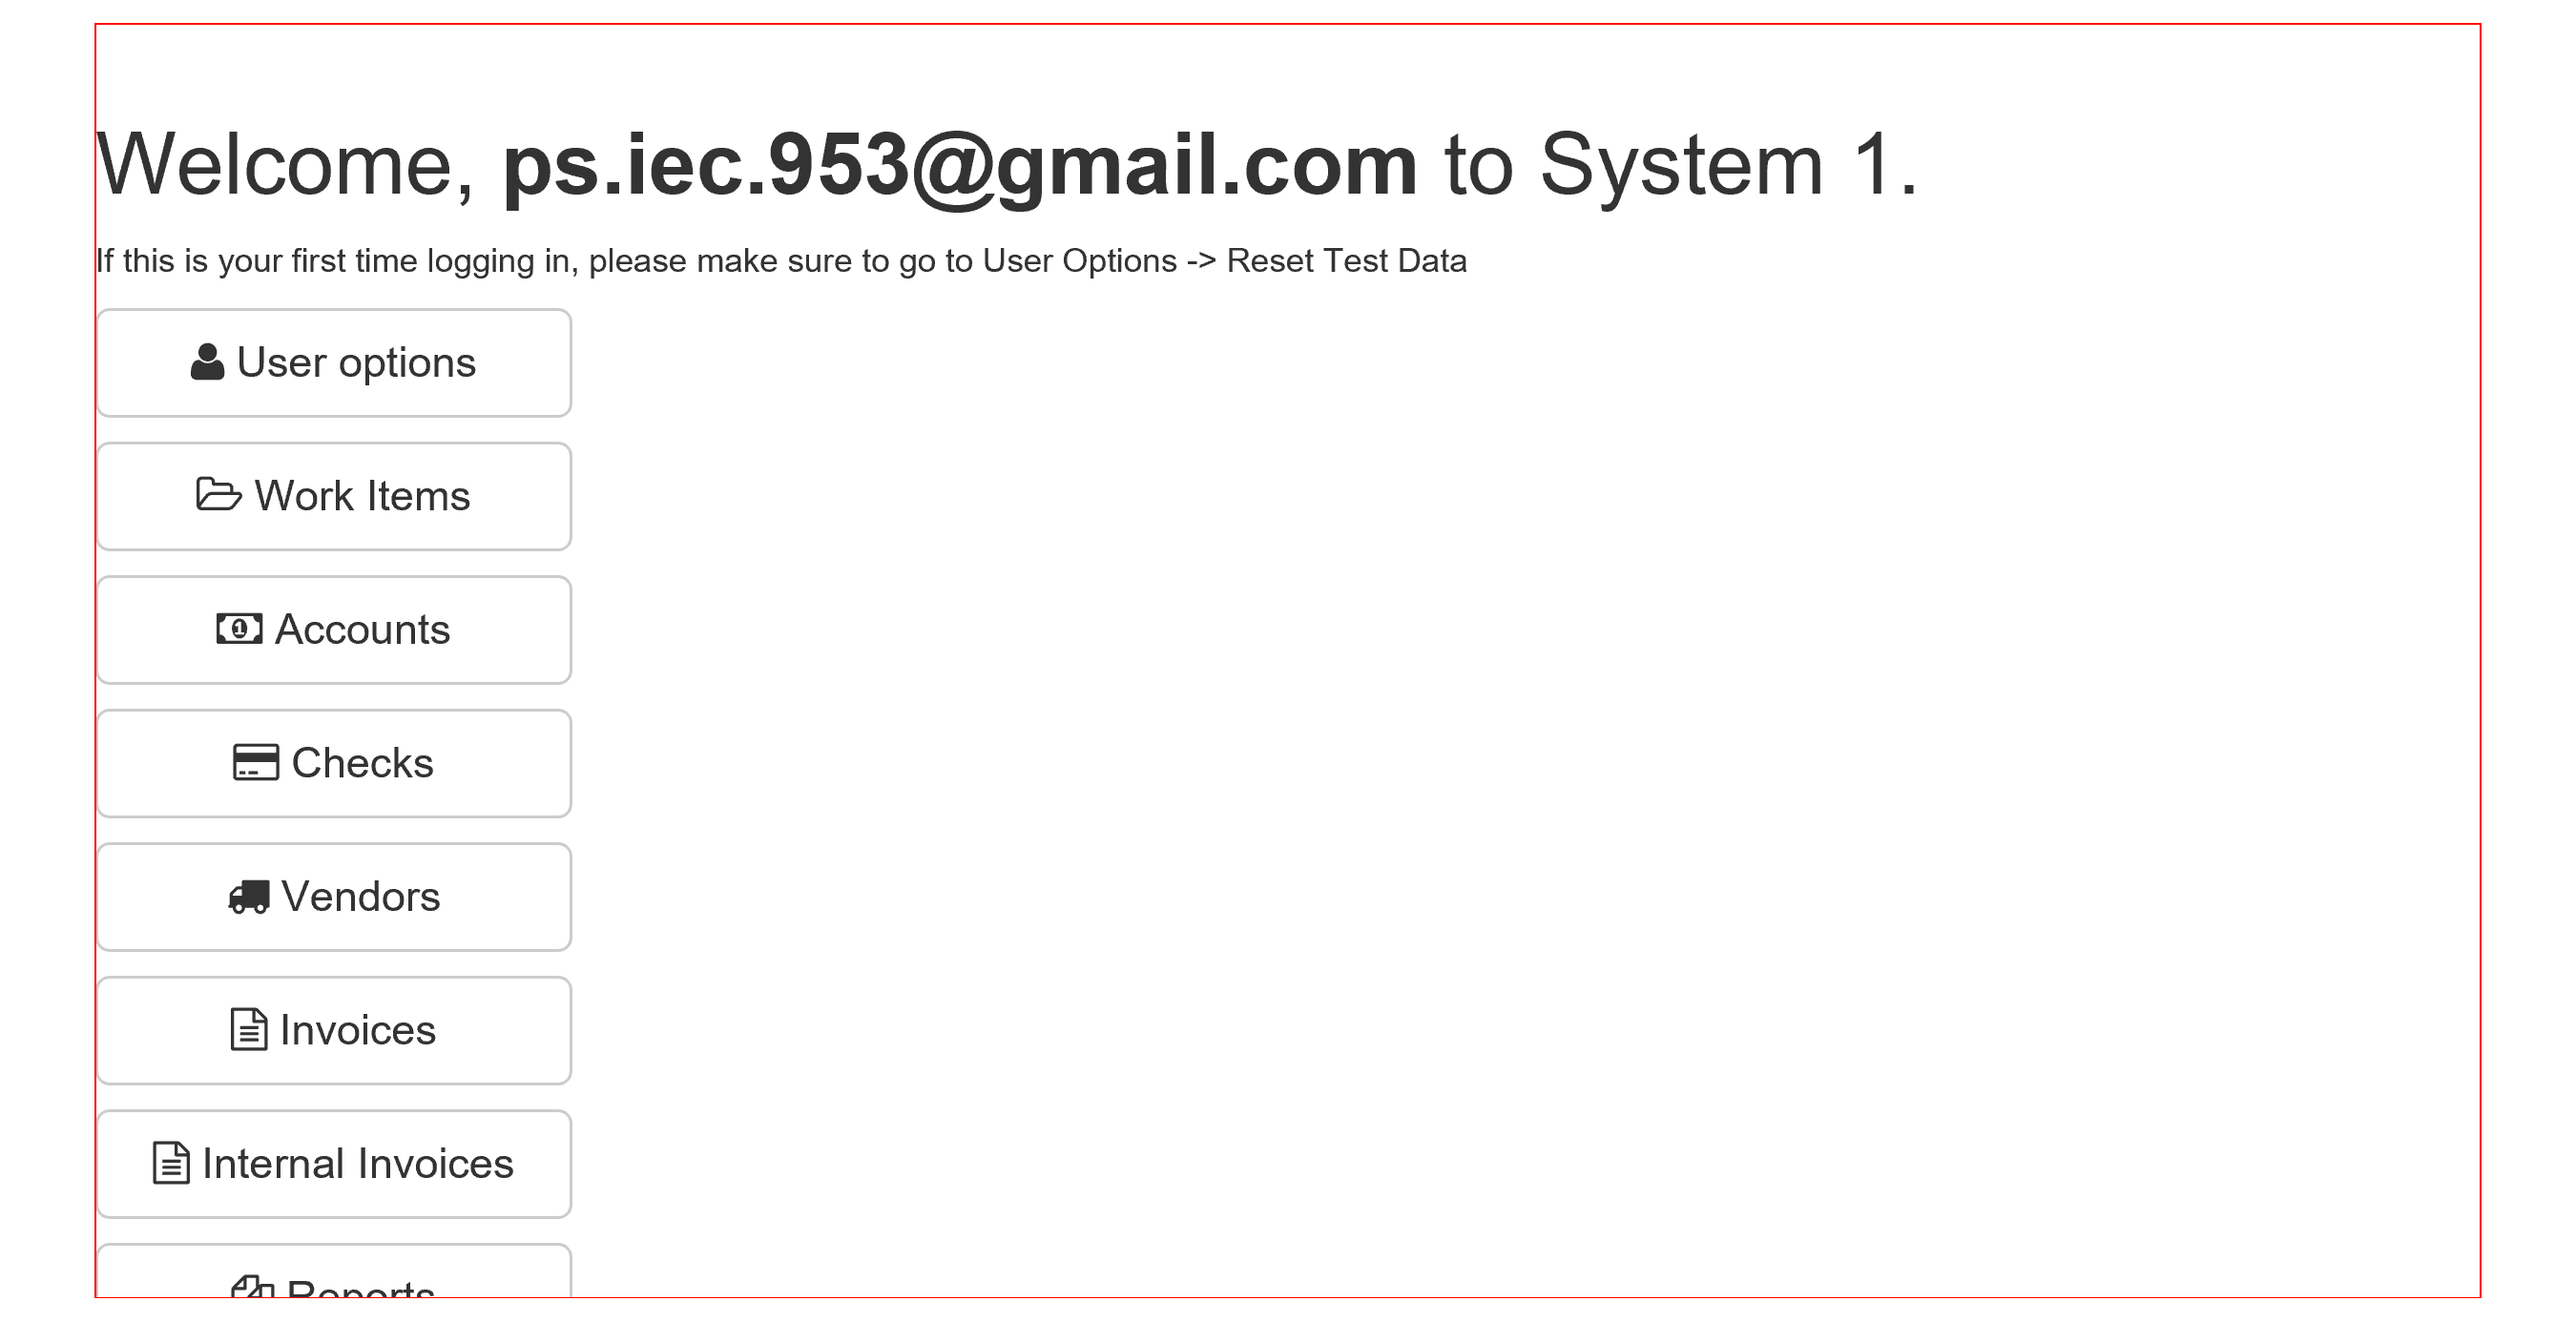 Welcome, ps.iec.953@gmail.com to System 1.
If this is your first time logging in, please make sure to go to User Options -> Reset Test Data
User options
Work Items
Accounts
Checks
Vendors
Invoices
Internal Invoices
Reports